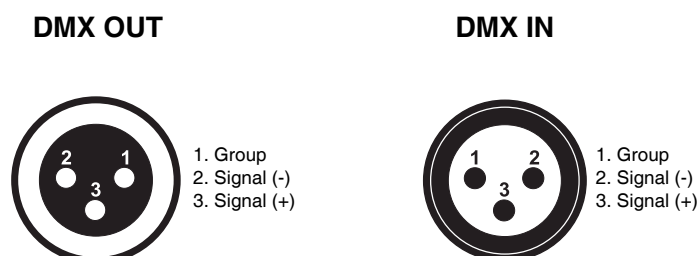 DMX OUT
DMX IN
2 1
3
1. Group
2. Signal (-)
3. Signal (+)
1 2
3
1. Group
2. Signal (-)
3. Signal (+)